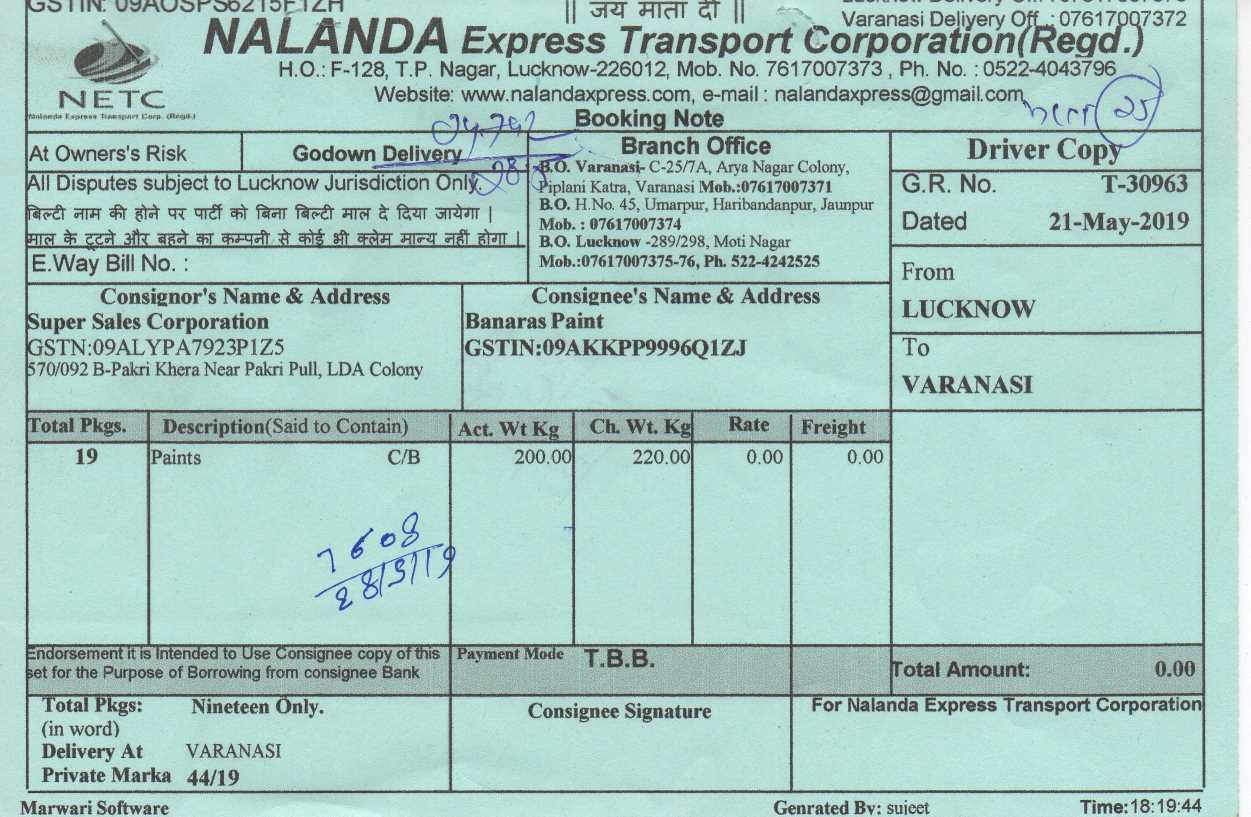 GSTIN: 09AOSPS6215F1ZH
|| जय माता दी ||
Varanasi Delivery Off. : 07617007372
NALANDA Express Transport Corporation(Regd.)
H.O.: F-128, T.P. Nagar, Lucknow-226012, Mob. No. 7617007373 , Ph. No. : 0522-4043796
Website: www.nalandaxpress.com, e-mail : nalandaxpress@gmail.com
NETC
Nalanda Express Transport Corp. (Regd.)
25
Booking Note
At Owners's Risk
Godown Delivery
All Disputes subject to Lucknow Jurisdiction Only.
बिल्टी नाम की होने पर पार्टी को बिना बिल्टी माल दे दिया जायेगा |
माल के टूटने और बहने का कम्पनी से कोई भी क्लेम मान्य नहीं होगा |
E.Way Bill No. :
Branch Office
B.O. Varanasi- C-25/7A, Arya Nagar Colony,
Piplani Katra, Varanasi Mob.:07617007371
B.O. H.No. 45, Umarpur, Haribandanpur, Jaunpur
Mob. : 07617007374
B.O. Lucknow -289/298, Moti Nagar
Mob.:07617007375-76, Ph. 522-4242525
Driver Copy
G.R. No. T-30963
Dated 21-May-2019
From
LUCKNOW
To
VARANASI
Consignor's Name & Address
Super Sales Corporation
GSTN:09ALYPA7923P1Z5
570/092 B-Pakri Khera Near Pakri Pull, LDA Colony
Consignee's Name & Address
Banaras Paint
GSTIN:09AKKPP9996Q1ZJ
Total Pkgs. Description(Said to Contain) Act. Wt Kg Ch. Wt. Kg Rate Freight
19 Paints C/B 200.00 220.00 0.00 0.00
7608
28/5/19
Endorsement it is Intended to Use Consignee copy of this
set for the Purpose of Borrowing from consignee Bank
Payment Mode T.B.B.
Total Amount: 0.00
Total Pkgs: Nineteen Only.
(in word)
Delivery At VARANASI
Private Marka 44/19
Consignee Signature
For Nalanda Express Transport Corporation
Marwari Software
Genrated By: sujeet
Time:18:19:44